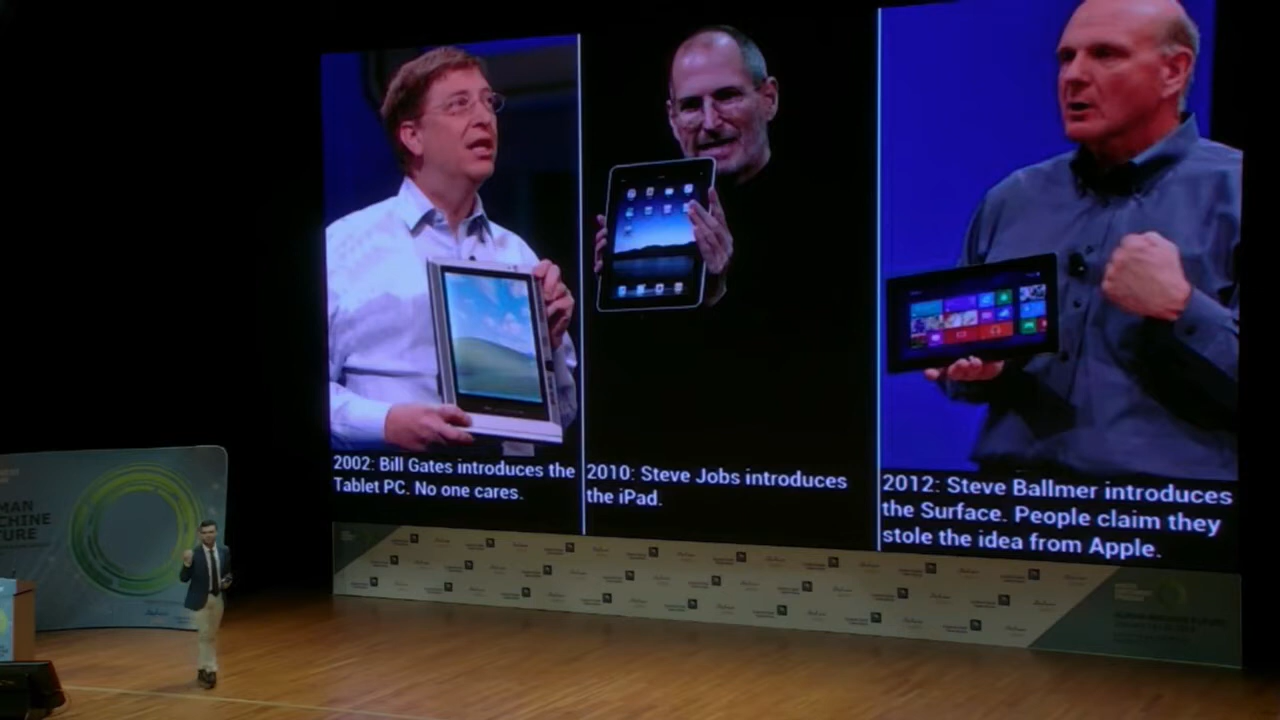 2002: Bill Gates introduces the
Tablet PC. No one cares.
2010: Steve Jobs introduces
the iPad.
2012: Steve Ballmer introduces
the Surface. People claim they
stole the idea from Apple.